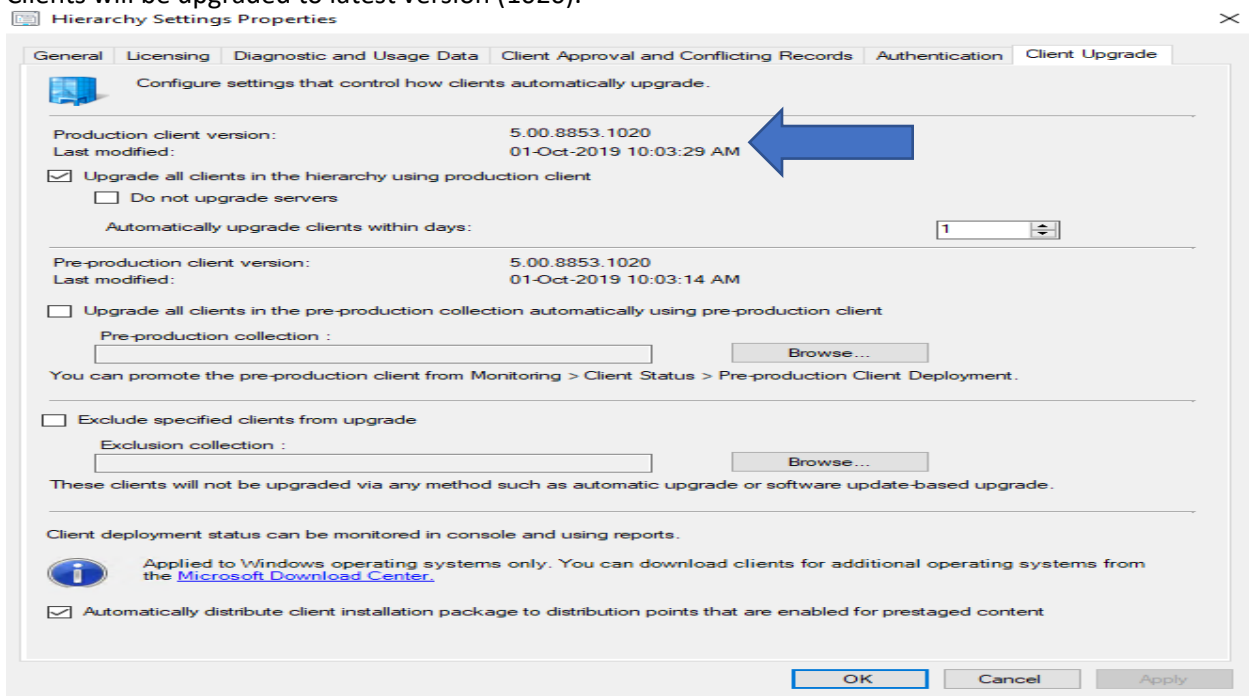 Clients will be upgraded to latest version (1020).
Hierarchy Settings Properties
General Licensing Diagnostic and Usage Data Client Approval and Conflicting Records Authentication Client Upgrade
Configure settings that control how clients automatically upgrade.
Production client version: 5.00.8853.1020
Last modified: 01-Oct-2019 10:03:29 AM
Upgrade all clients in the hierarchy using production client
Do not upgrade servers
Automatically upgrade clients within days: 1
Pre-production client version: 5.00.8853.1020
Last modified: 01-Oct-2019 10:03:14 AM
Upgrade all clients in the pre-production collection automatically using pre-production client
Pre-production collection :
Browse...
You can promote the pre-production client from Monitoring > Client Status > Pre-production Client Deployment.
Exclude specified clients from upgrade
Exclusion collection :
Browse...
These clients will not be upgraded via any method such as automatic upgrade or software update-based upgrade.
Client deployment status can be monitored in console and using reports.
Applied to Windows operating systems only. You can download clients for additional operating systems from
the Microsoft Download Center.
Automatically distribute client installation package to distribution points that are enabled for prestaged content
OK Cancel Apply